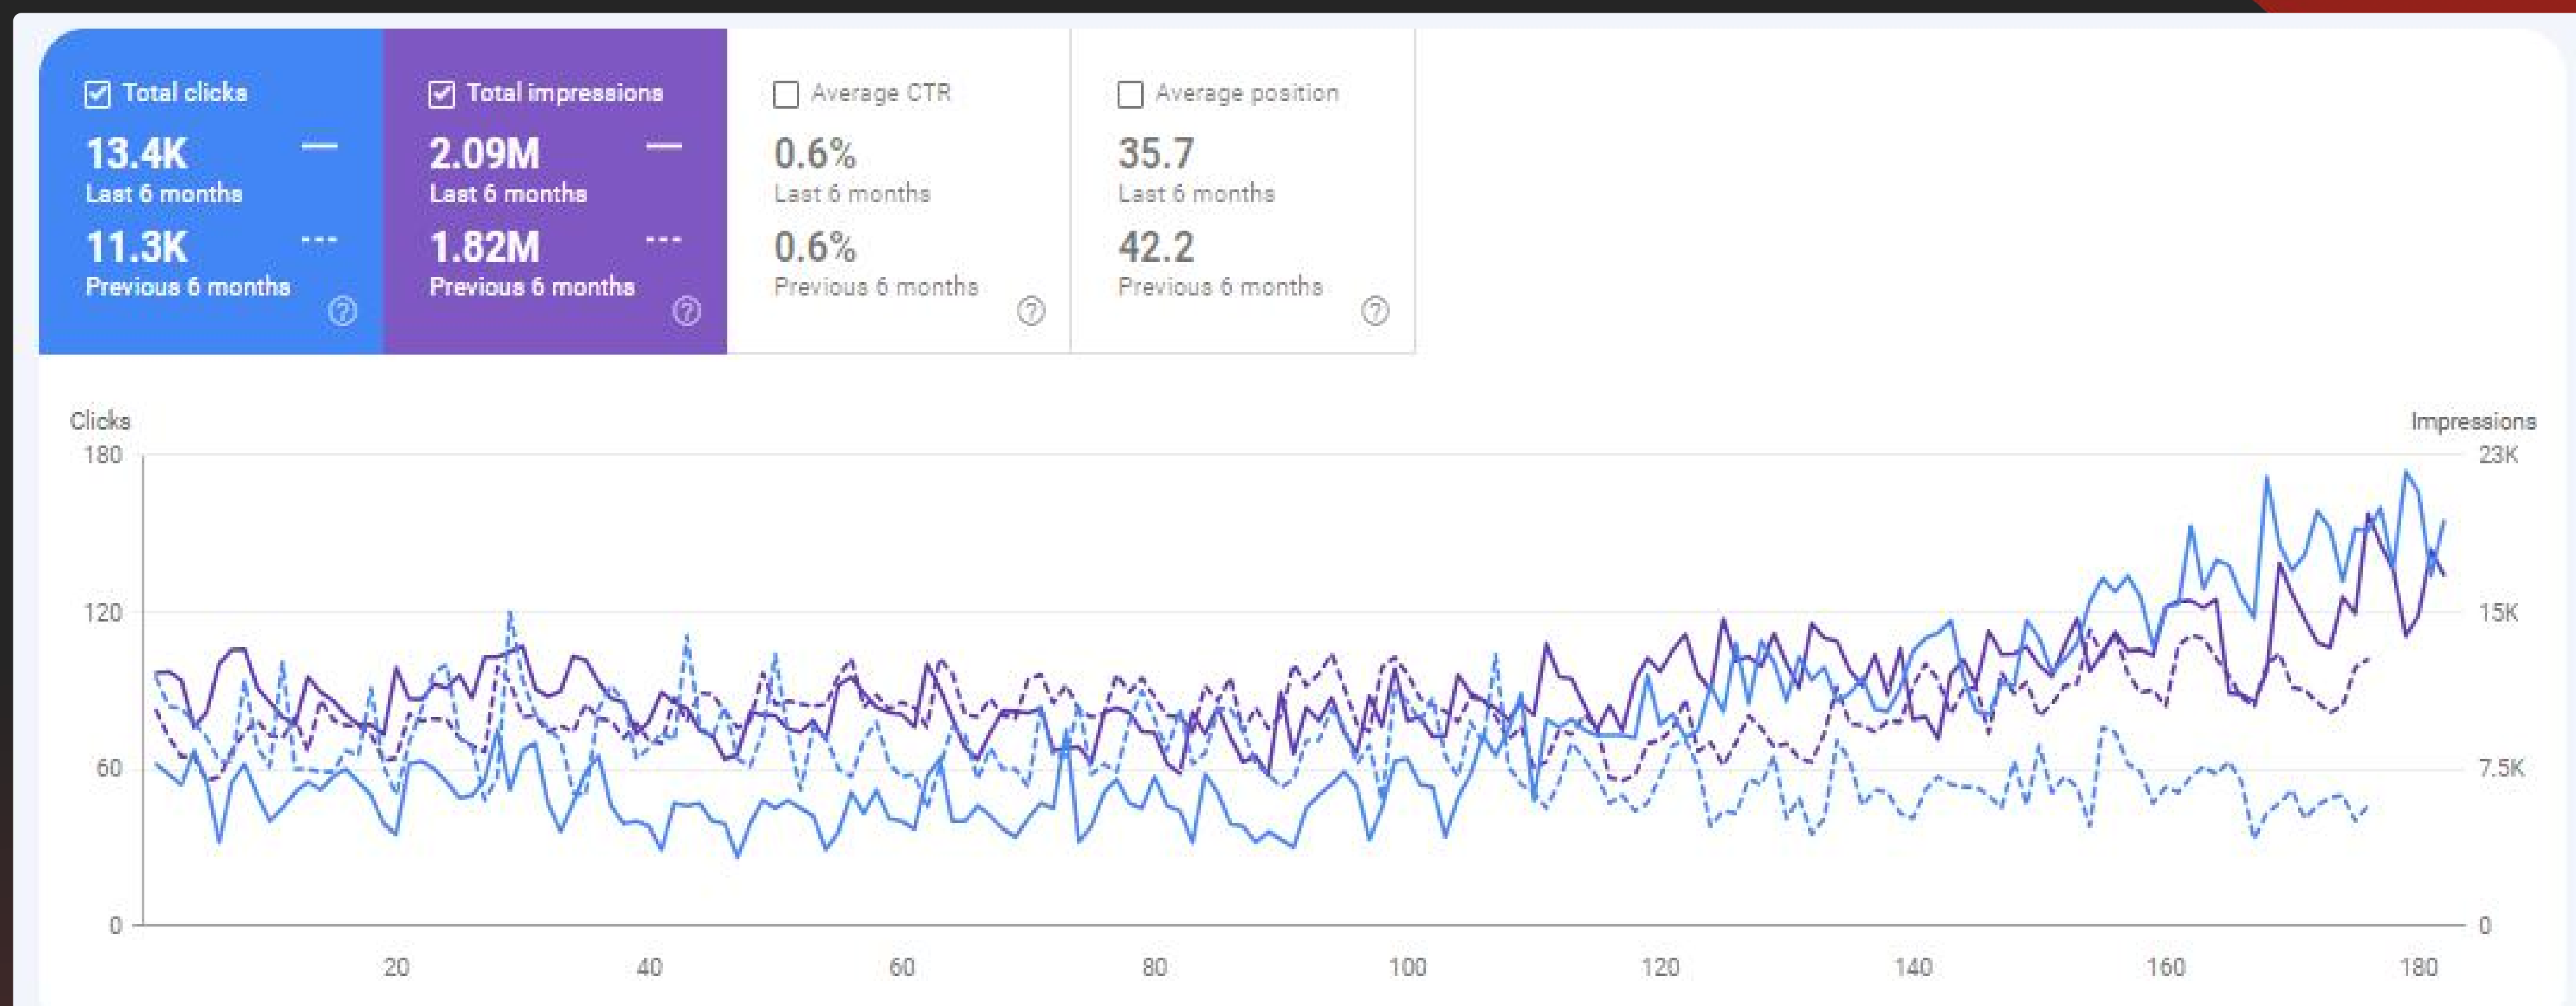 Total clicks
13.4K
Last 6 months
11.3K
Previous 6 months
Total impressions
2.09M
Last 6 months
1.82M
Previous 6 months
Average CTR
0.6%
Last 6 months
0.6%
Previous 6 months
Average position
35.7
Last 6 months
42.2
Previous 6 months
Clicks
180
120
60
0
Impressions
23K
15K
7.5K
0
20 40 60 80 100 120 140 160 180